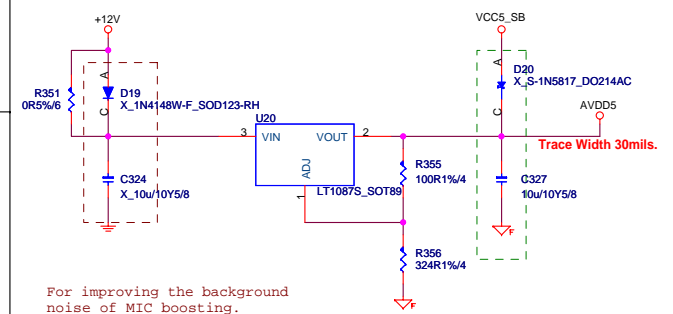 +12V
VCC5_SB
R351
0R5%/6
A
D19
X_1N4148W-F_SOD123-RH
C
A
D20
X_S-1N5817_DO214AC
C
AVDD5
Trace Width 30mils.
U20
3
VIN
VOUT
2
ADJ
1
LT1087S_SOT89
C324
X_10u/10Y5/8
R355
100R1%/4
C327
10u/10Y5/8
R356
324R1%/4
F
F
For improving the background
noise of MIC boosting.